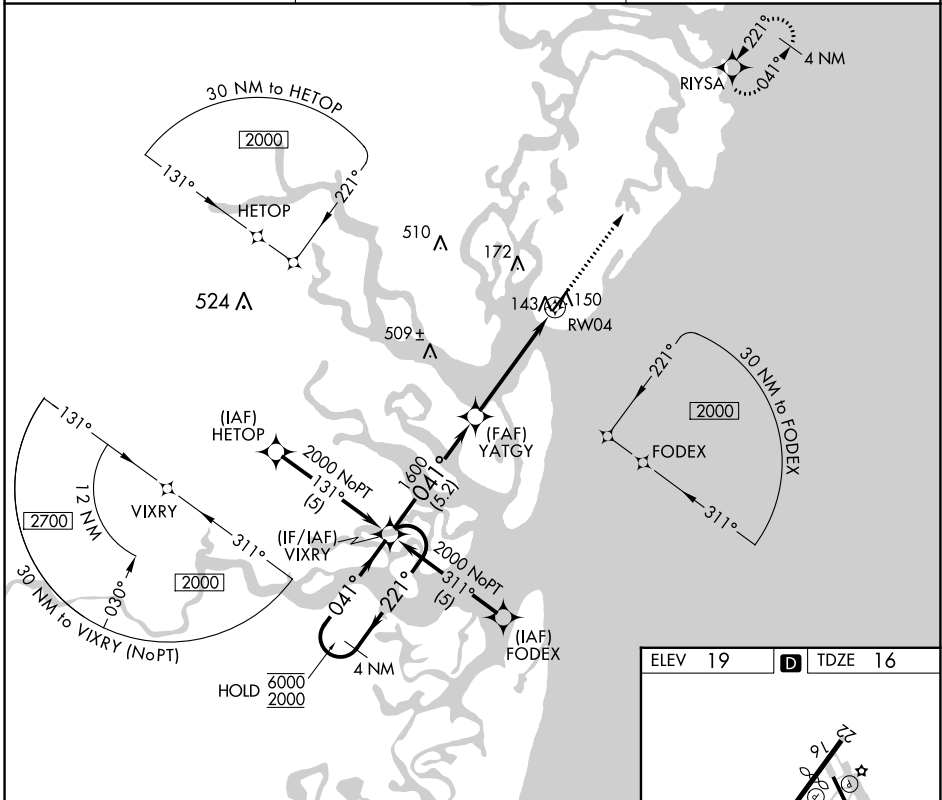 221°
041°
4 NM
RIYSA
30 NM to HETOP
2000
131°
221°
HETOP
510
172
524
143
150
RW04
509±
221°
30 NM to FODEX
2000
FODEX
311°
131°
12 NM
VIXRY
2700
311°
2000
030°
30 NM to VIXRY (NoPT)
(IAF)
HETOP
2000 NoPT
131°
(5)
(FAF)
YATGY
1600
041°
(5.2)
(IF/IAF)
VIXRY
2000 NoPT
311°
(5)
041°
221°
(IAF)
FODEX
4 NM
HOLD 6000
2000
ELEV 19
D
TDZE 16
22
16
P
P